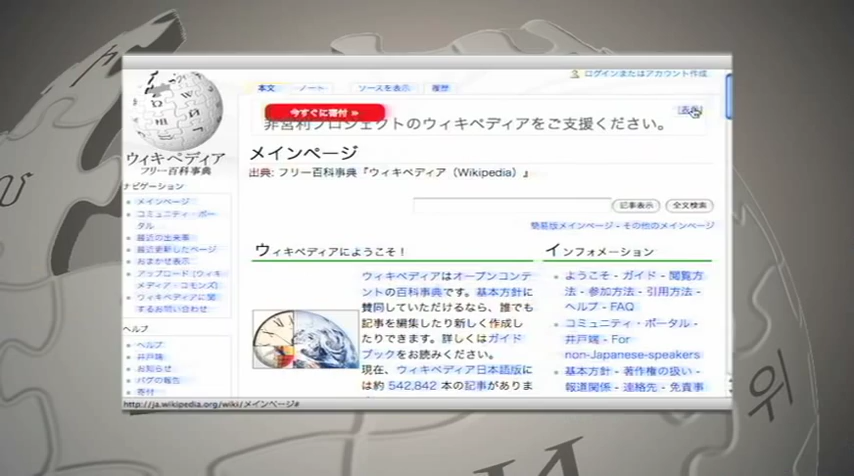 ログインまたはアカウント作成
本文 ノート ソースを表示 履歴
今すぐに寄付 »
[表示]
非営利プロジェクトのウィキペディアをご支援ください。
ウィキペディア
フリー百科事典
メインページ
出典: フリー百科事典『ウィキペディア（Wikipedia）』
記事表示 全文検索
簡易版メインページ - その他のメインページ
ナビゲーション
メインページ
コミュニティ・ポー
タル
最近の出来事
最近更新したページ
おまかせ表示
アップロード (ウィキ
メディア・コモンズ)
ウィキペディアに関
するお問い合わせ
ヘルプ
ヘルプ
井戸端
お知らせ
バグの報告
寄付
ウィキペディアにようこそ！
ウィキペディアはオープンコンテ
ントの百科事典です。基本方針に
賛同していただけるなら、誰でも
記事を編集したり新しく作成し
たりできます。詳しくはガイド
ブックをお読みください。
現在、ウィキペディア日本語版に
は約 542,842 本の記事がありま
インフォメーション
ようこそ - ガイド - 閲覧方
法 - 参加方法 - 引用方法 -
ヘルプ - FAQ
コミュニティ・ポータル -
井戸端 - For
non-Japanese-speakers
基本方針 - 著作権の扱い -
報道関係 - 連絡先 - 免責事
http://ja.wikipedia.org/wiki/メインページ#